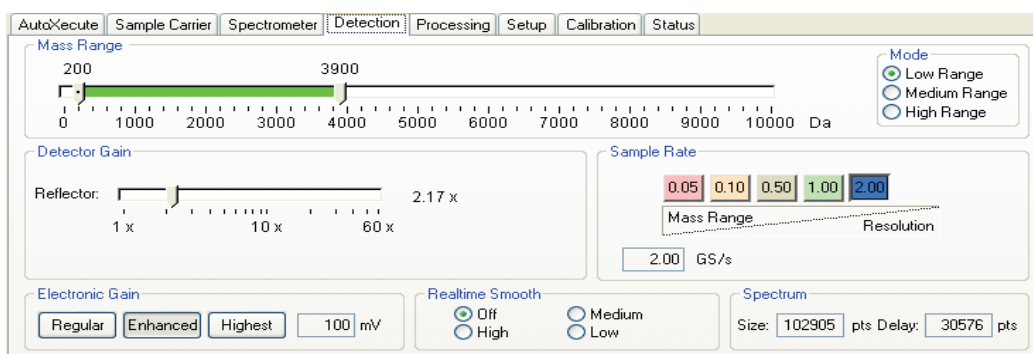 AutoXecute Sample Carrier Spectrometer Detection Processing Setup Calibration Status
Mass Range
200 3900
0 1000 2000 3000 4000 5000 6000 7000 8000 9000 10000 Da
Mode
Low Range
Medium Range
High Range
Detector Gain
Reflector: 2.17 x
1 x 10 x 60 x
Sample Rate
0.05 0.10 0.50 1.00 2.00
Mass Range
Resolution
2.00 GS/s
Electronic Gain
Regular Enhanced Highest 100 mV
Realtime Smooth
Off Medium
High Low
Spectrum
Size: 102905 pts Delay: 30576 pts